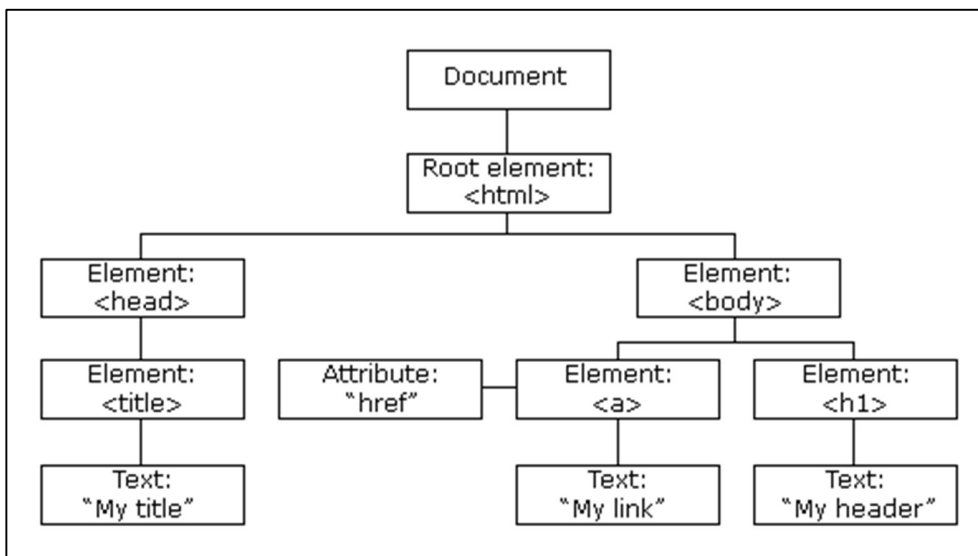 Document
Root element:
<html>
Element:
<head>
Element:
<body>
Element:
<title>
Attribute:
“href”
Element:
<a>
Element:
<h1>
Text:
“My title”
Text:
“My link”
Text:
“My header”